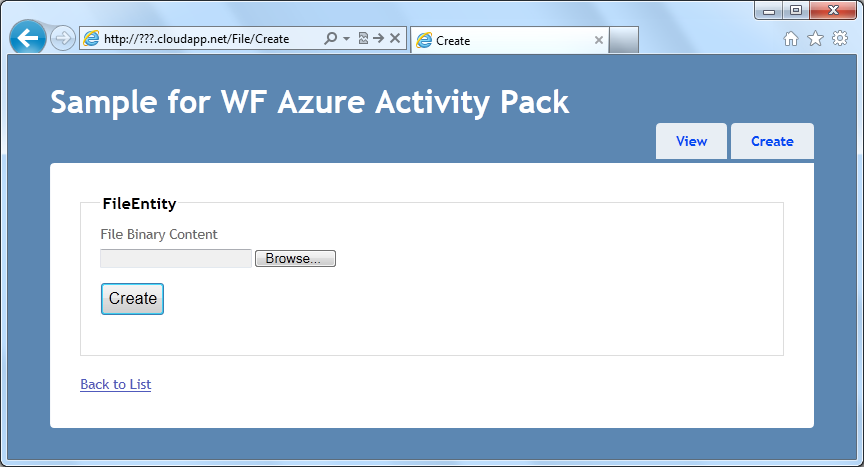 http://???.cloudapp.net/File/Create
Create
Sample for WF Azure Activity Pack
View
Create
FileEntity
File Binary Content
Browse...
Create
Back to List